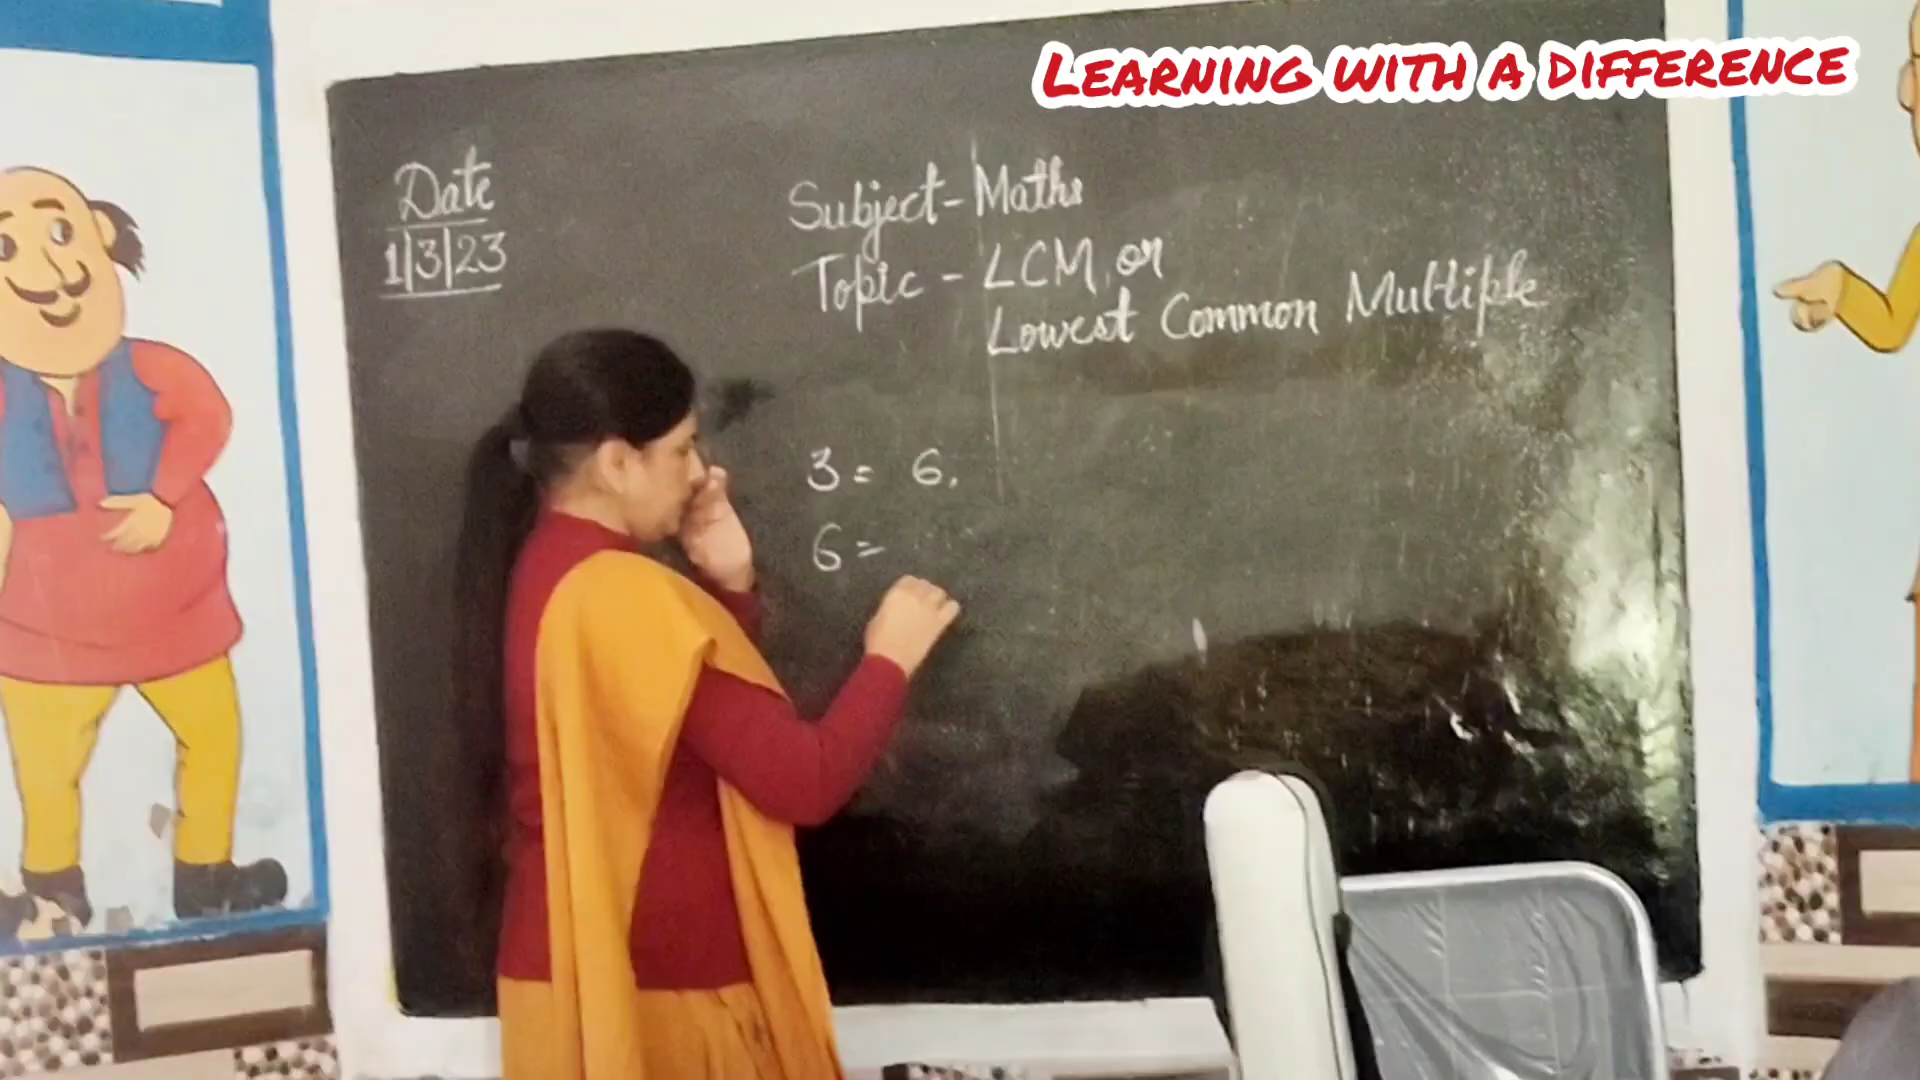 LEARNING WITH A DIFFERENCE
Date
1|3|23
Subject - Maths
Topic - LCM, or
Lowest Common Multiple
3 = 6,
6 =